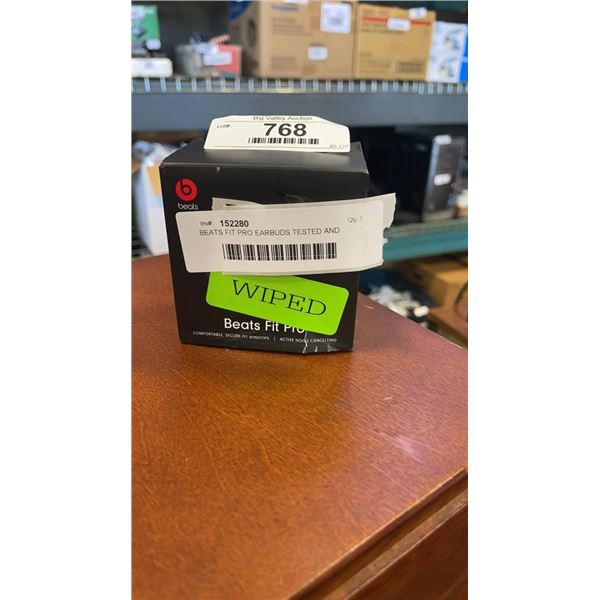 Big Valley Auction
Lot#:
768
beats
Inv#: 152280
Qty 1
BEATS FIT PRO EARBUDS TESTED AND
WIPED
Beats Fit Pro
COMFORTABLE, SECURE FIT WINGTIPS | ACTIVE NOISE CANCELLING